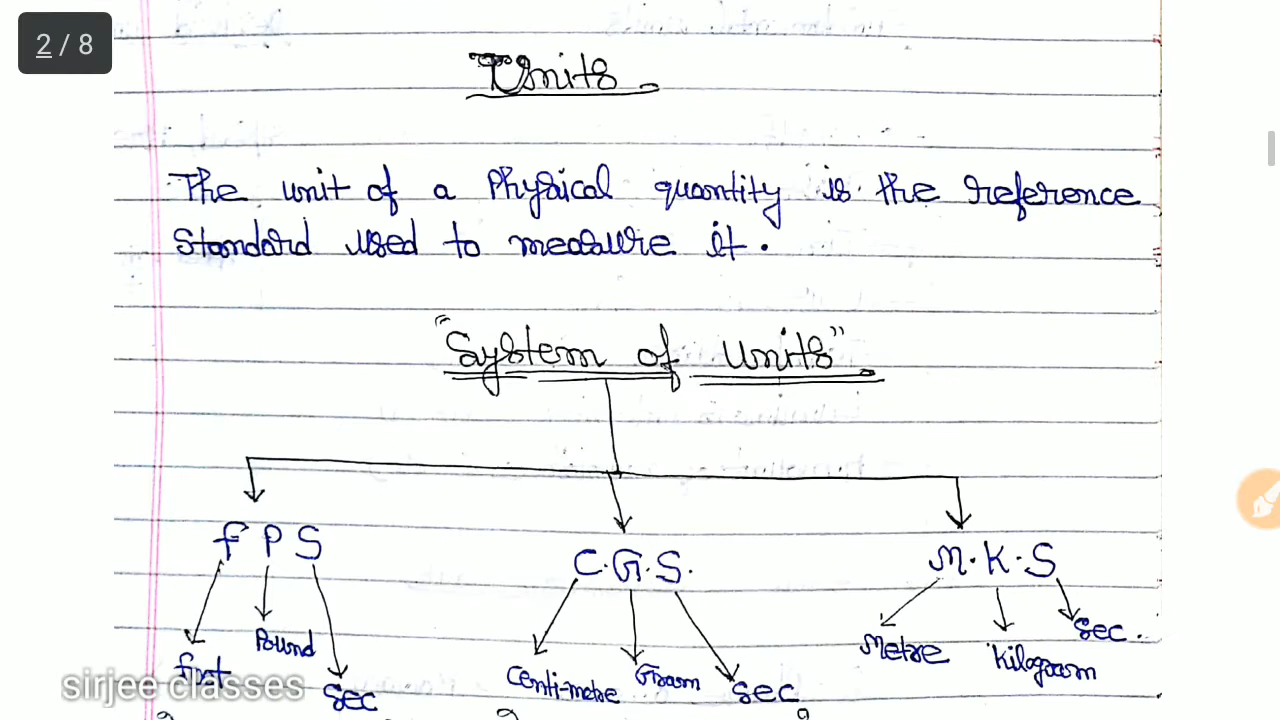 2 / 8
Units.
The unit of a Physical quantity is the reference
Standard used to measure it.
"System of Units".
F P S
C.G.S.
M.K.S
Pound
sec.
Metre
Kilogram
Centi-metre
Gram
sec
sec
sirjee classes